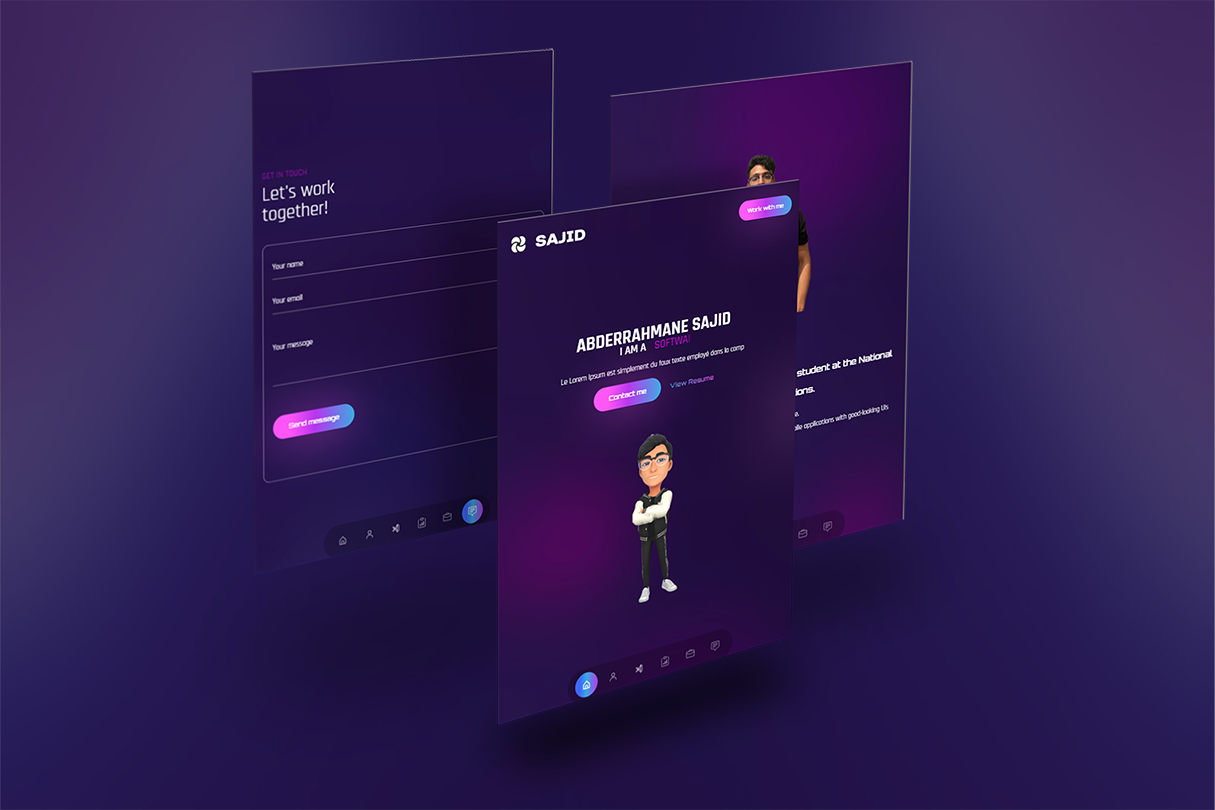 GET IN TOUCH
Let's work
together!
Your name
Your email
Your message
Send message
Work with me
SAJID
ABDERRAHMANE SAJID
I AM A SOFTWAI
Le Lorem Ipsum est simplement du faux texte employé dans la comp
Contact me
View Resume
student at the National
ions.
e.
ile applications with good-looking UIs